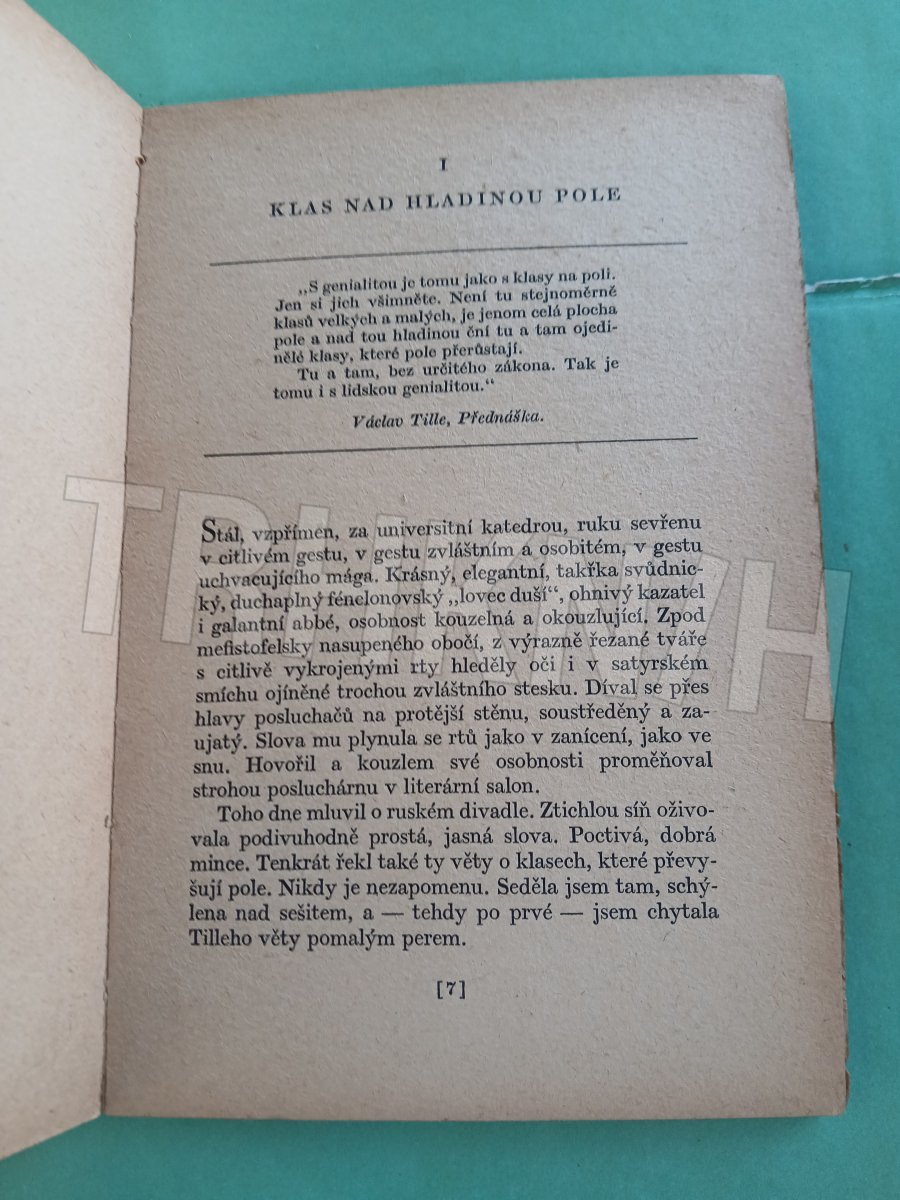 I
KLAS NAD HLADINOU POLE
„S genialitou je tomu jako s klasy na poli.
Jen si jich všimněte. Není tu stejnoměrně
klasů velkých a malých, je jenom celá plocha
pole a nad tou hladinou ční tu a tam ojedi-
nělé klasy, které pole přerůstají.
Tu a tam, bez určitého zákona. Tak je
tomu i s lidskou genialitou.“
Václav Tille, Přednáška.
Stál, vzpřímen, za universitní katedrou, ruku sevřenu
v citlivém gestu, v gestu zvláštním a osobitém, v gestu
uchvacujícího mága. Krásný, elegantní, takřka svůdnic-
ký, duchaplný fénelonovský „lovec duší“, ohnivý kazatel
i galantní abbé, osobnost kouzelná a okouzlující. Zpod
mefistofelsky nasupeného obočí, z výrazně řezané tváře
s citlivě vykrojenými rty hleděly oči i v satyrském
smíchu ojíněné trochou zvláštního stesku. Díval se přes
hlavy posluchačů na protější stěnu, soustředěný a za-
ujatý. Slova mu plynula se rtů jako v zanícení, jako ve
snu. Hovořil a kouzlem své osobnosti proměňoval
strohou posluchárnu v literární salon.
Toho dne mluvil o ruském divadle. Ztichlou síň oživo-
vala podivuhodně prostá, jasná slova. Poctivá, dobrá
mince. Tenkrát řekl také ty věty o klasech, které převy-
šují pole. Nikdy je nezapomenu. Seděla jsem tam, schý-
lena nad sešitem, a — tehdy po prvé — jsem chytala
Tilleho věty pomalým perem.
[7]